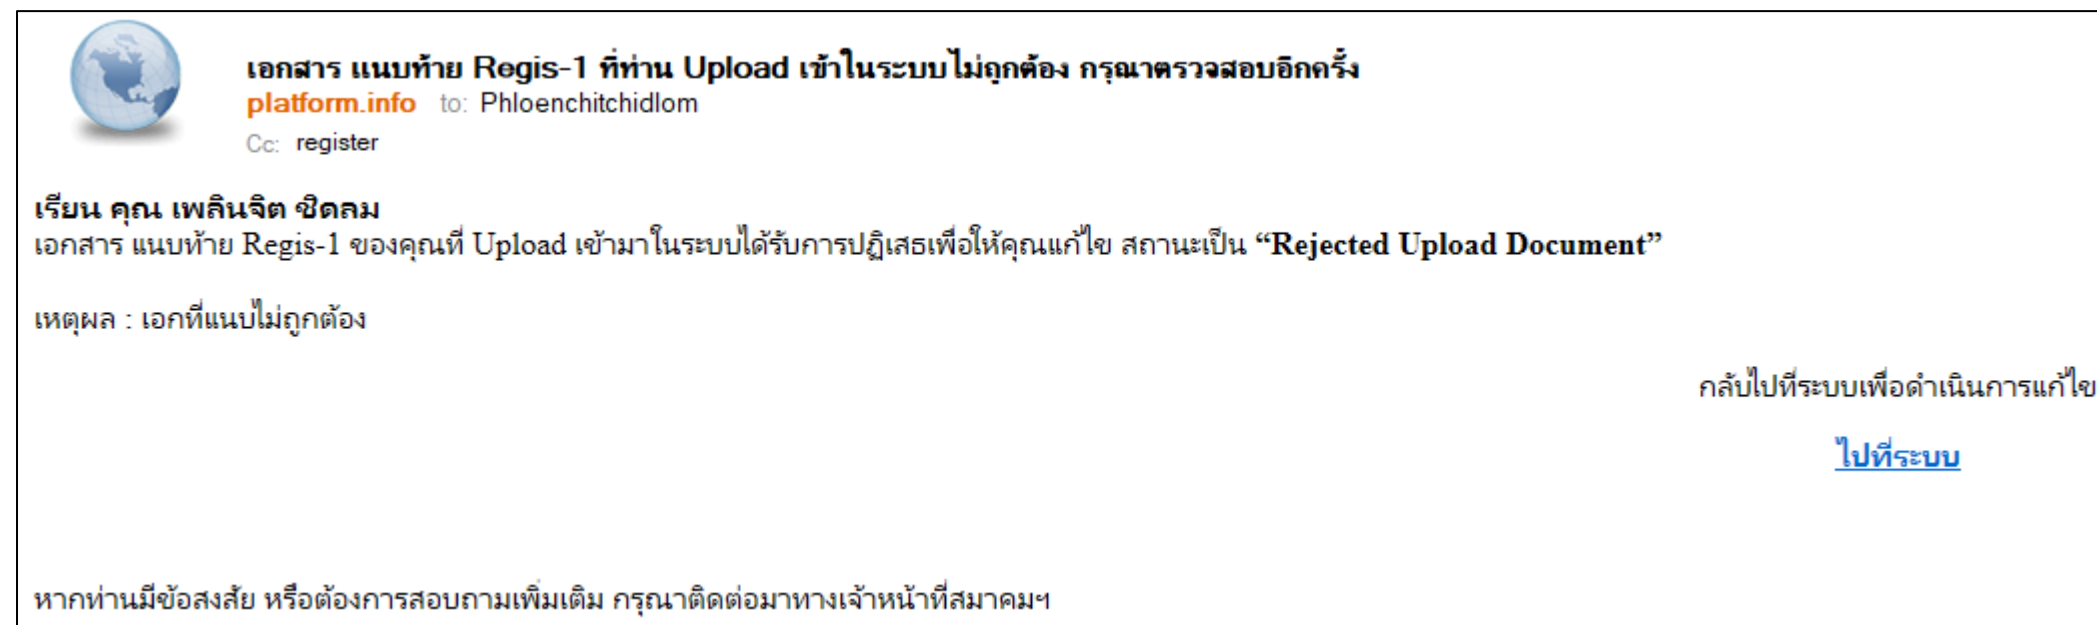 เอกสาร แนบท้าย Regis-1 ที่ท่าน Upload เข้าในระบบไม่ถูกต้อง กรุณาตรวจสอบอีกครั้ง
platform.info to: Phloenchitchidlom
Cc: register
เรียน คุณ เพลินจิต ชิดลม
เอกสาร แนบท้าย Regis-1 ของคุณที่ Upload เข้ามาในระบบได้รับการปฏิเสธเพื่อให้คุณแก้ไข สถานะเป็น “Rejected Upload Document”
เหตุผล : เอกที่แนบไม่ถูกต้อง
กลับไปที่ระบบเพื่อดำเนินการแก้ไข
ไปที่ระบบ
หากท่านมีข้อสงสัย หรือต้องการสอบถามเพิ่มเติม กรุณาติดต่อมาทางเจ้าหน้าที่สมาคมฯ